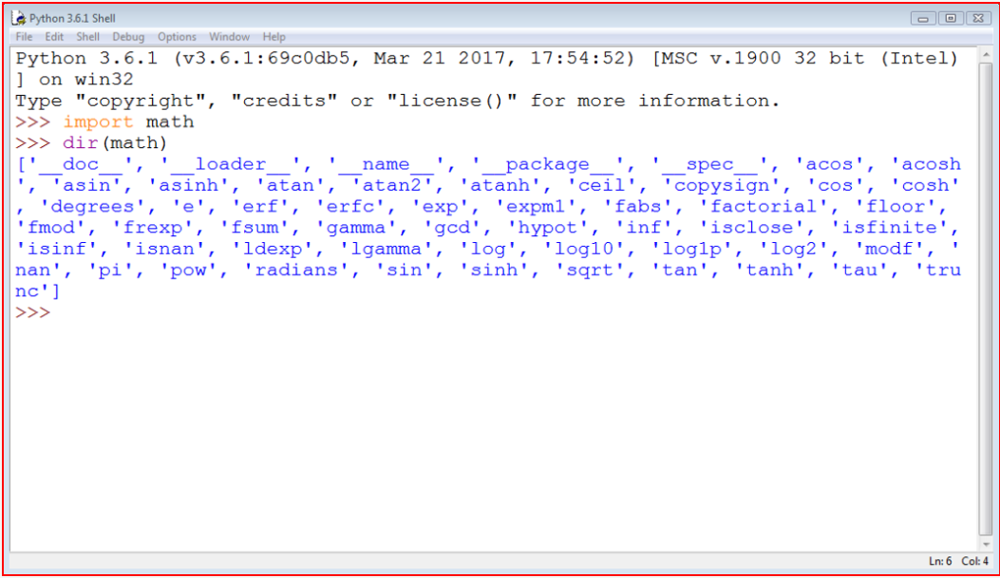 Python 3.6.1 Shell
File Edit Shell Debug Options Window Help
Python 3.6.1 (v3.6.1:69c0db5, Mar 21 2017, 17:54:52) [MSC v.1900 32 bit (Intel)
] on win32
Type "copyright", "credits" or "license()" for more information.
>>> import math
>>> dir(math)
['__doc__', '__loader__', '__name__', '__package__', '__spec__', 'acos', 'acosh
', 'asin', 'asinh', 'atan', 'atan2', 'atanh', 'ceil', 'copysign', 'cos', 'cosh'
, 'degrees', 'e', 'erf', 'erfc', 'exp', 'expm1', 'fabs', 'factorial', 'floor',
'fmod', 'frexp', 'fsum', 'gamma', 'gcd', 'hypot', 'inf', 'isclose', 'isfinite',
'isinf', 'isnan', 'ldexp', 'lgamma', 'log', 'log10', 'log1p', 'log2', 'modf', '
nan', 'pi', 'pow', 'radians', 'sin', 'sinh', 'sqrt', 'tan', 'tanh', 'tau', 'tru
nc']
>>>
Ln: 6 Col: 4